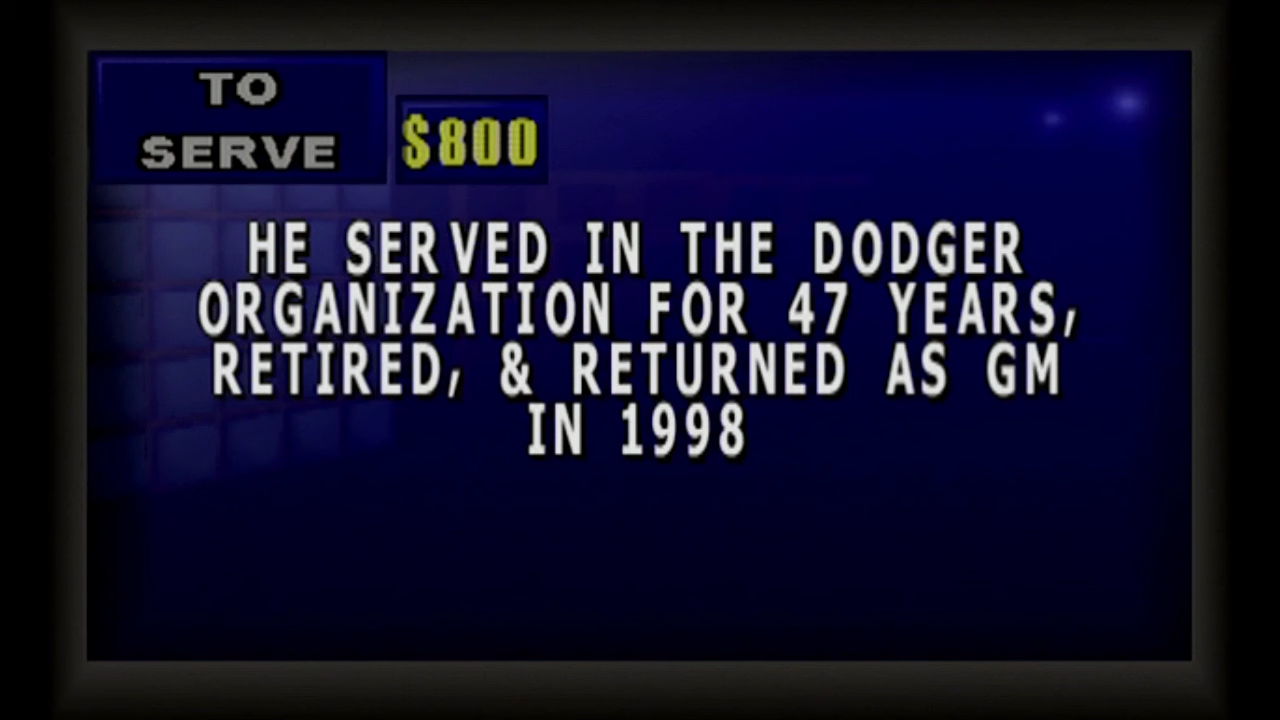 TO
SERVE
$800
HE SERVED IN THE DODGER
ORGANIZATION FOR 47 YEARS,
RETIRED, & RETURNED AS GM
IN 1998